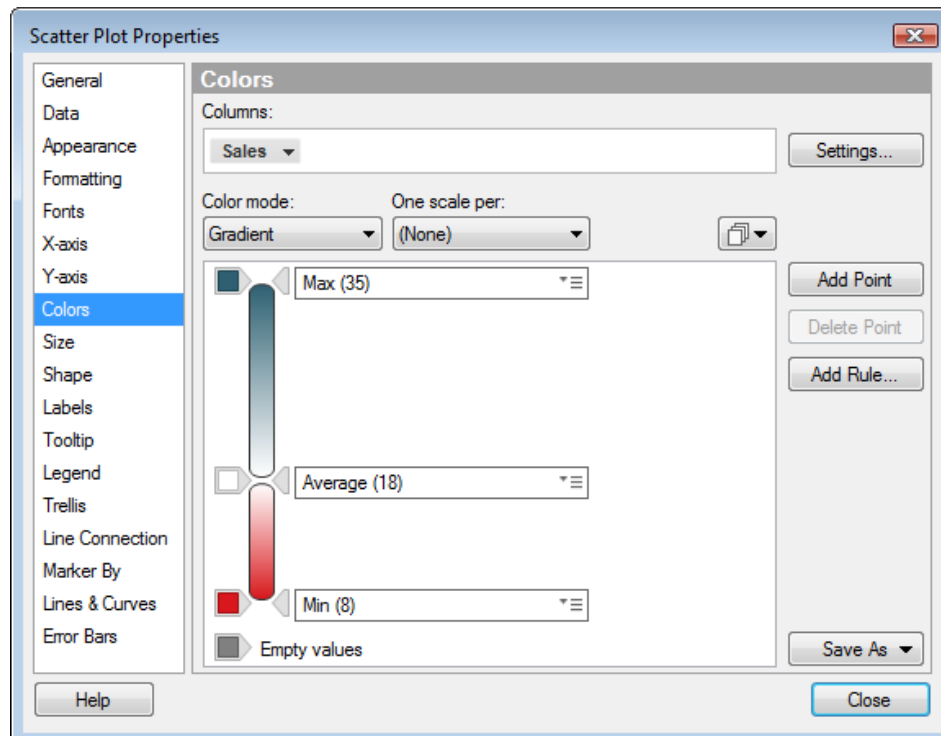 Scatter Plot Properties
General
Data
Appearance
Formatting
Fonts
X-axis
Y-axis
Colors
Size
Shape
Labels
Tooltip
Legend
Trellis
Line Connection
Marker By
Lines & Curves
Error Bars
Colors
Columns:
Sales
Settings...
Color mode:
One scale per:
Gradient
(None)
Max (35)
Average (18)
Min (8)
Empty values
Add Point
Delete Point
Add Rule...
Save As
Help
Close